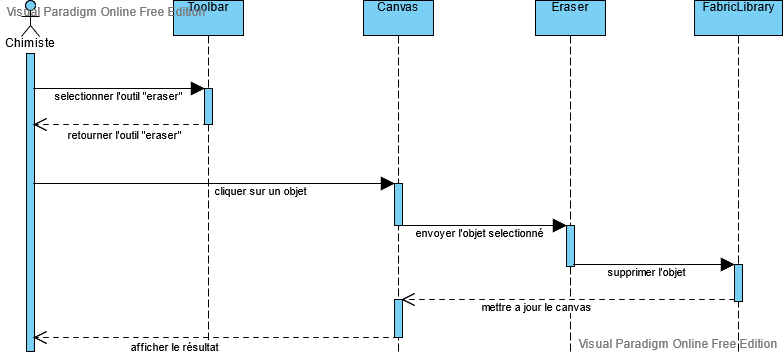 Visual Paradigm Online Free Edition
Toolbar
Canvas
Eraser
FabricLibrary
Chimiste
selectionner l'outil "eraser"
retourner l'outil "eraser"
cliquer sur un objet
envoyer l'objet selectionné
supprimer l'objet
mettre a jour le canvas
afficher le résultat
Visual Paradigm Online Free Edition